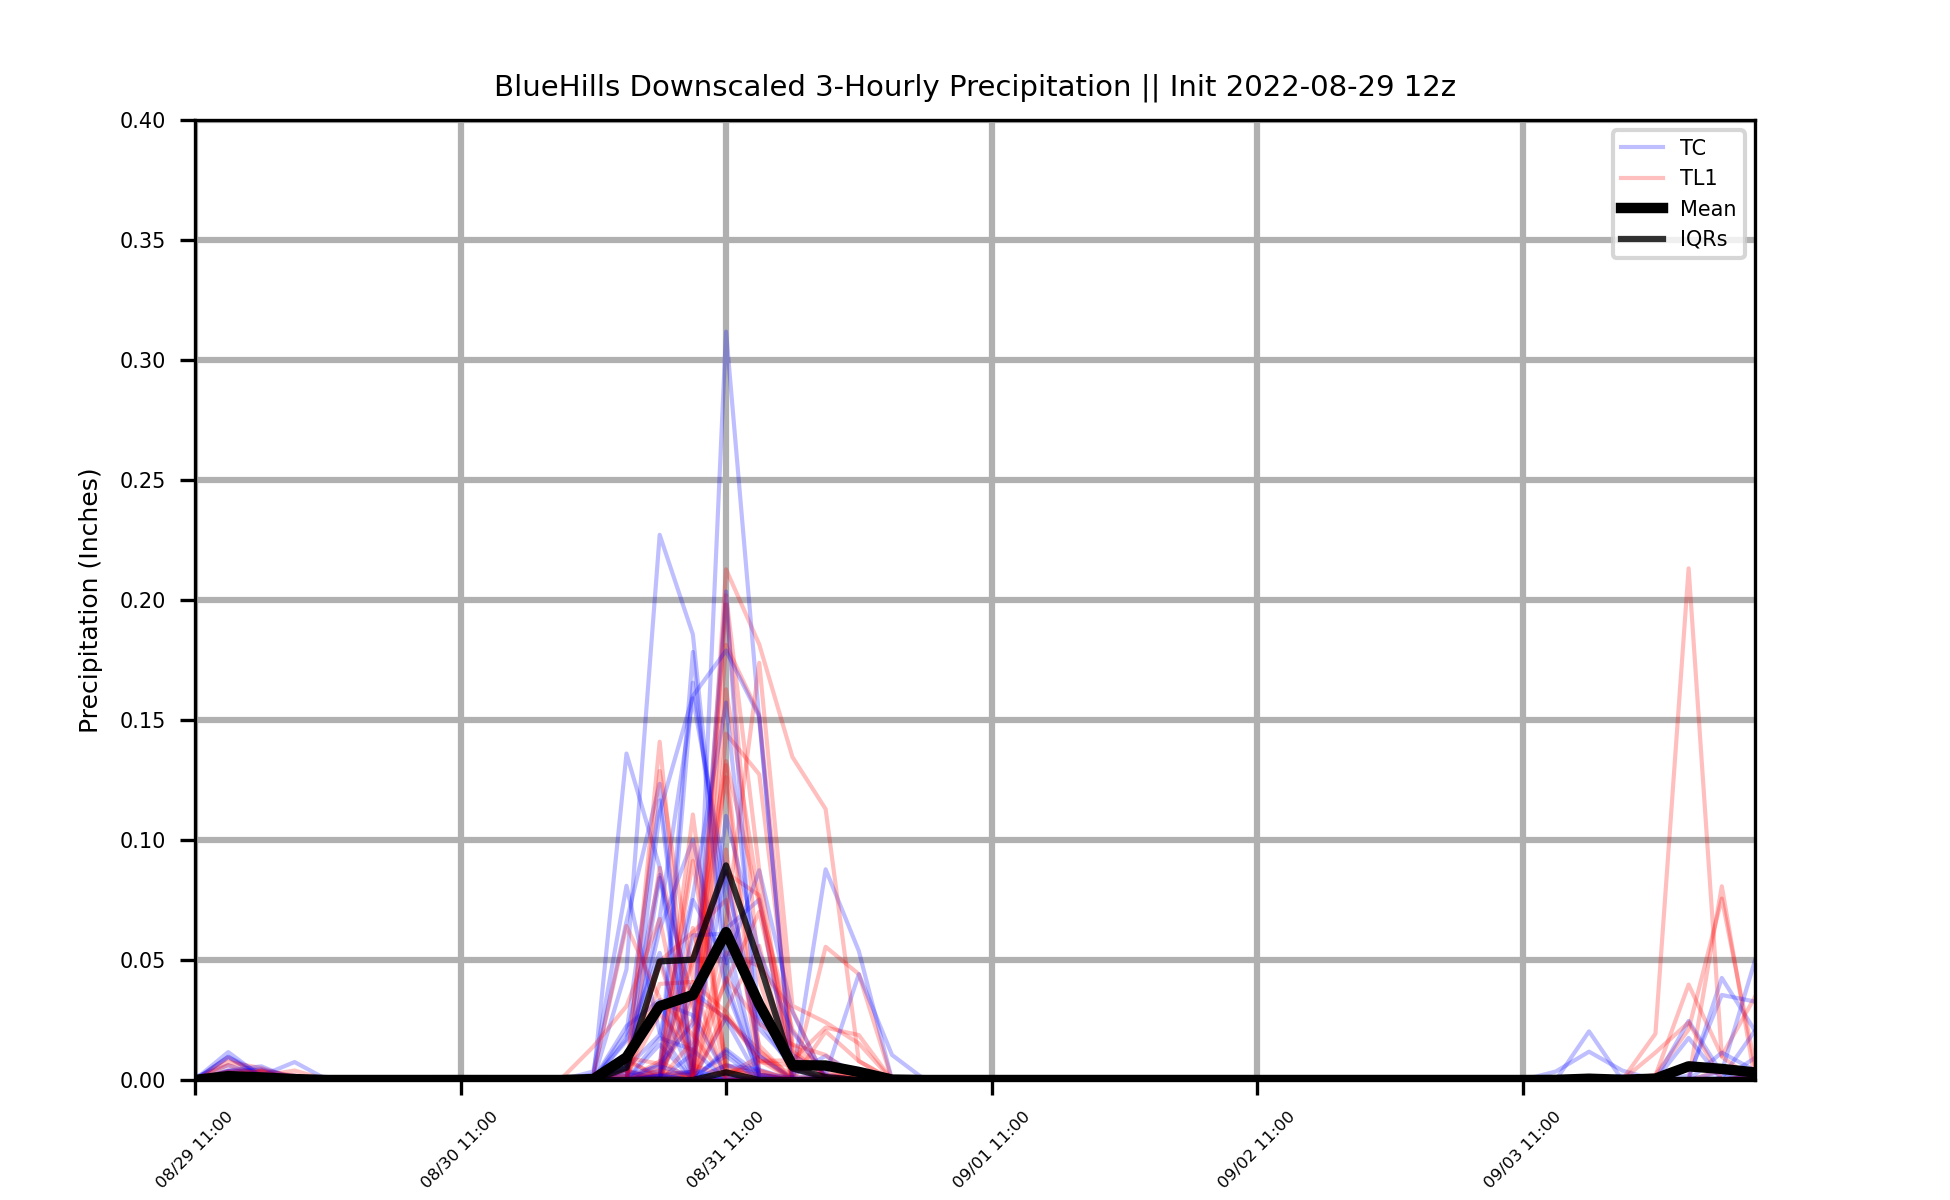 BlueHills Downscaled 3-Hourly Precipitation || Init 2022-08-29 12z
TC
TL1
Mean
IQRs
Precipitation (Inches)
0.40
0.35
0.30
0.25
0.20
0.15
0.10
0.05
0.00
08/29 11:00
08/30 11:00
08/31 11:00
09/01 11:00
09/02 11:00
09/03 11:00